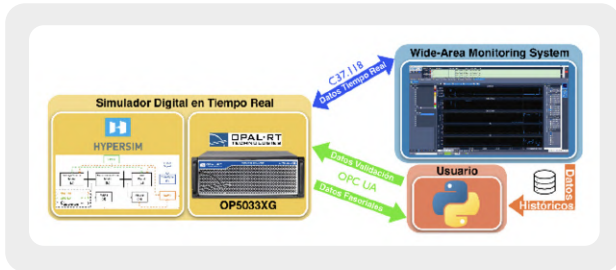 Wide-Area Monitoring System
C37.118
Datos Tiempo Real
Simulador Digital en Tiempo Real
HYPERSIM
OPAL-RT
TECHNOLOGIES
OP5033XG
Datos Validación
OPC UA
Datos Fasoriales
Usuario
Datos
Históricos